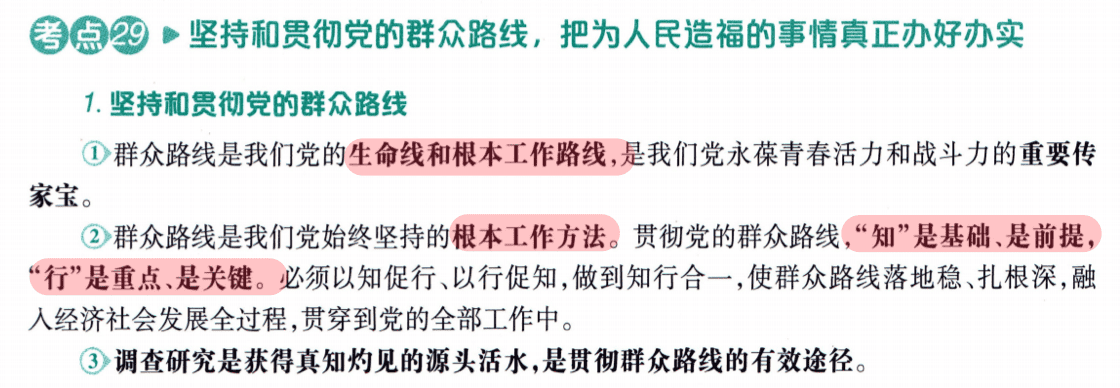 考点29 ▶ 坚持和贯彻党的群众路线，把为人民造福的事情真正办好办实
1. 坚持和贯彻党的群众路线
①群众路线是我们党的生命线和根本工作路线,是我们党永葆青春活力和战斗力的重要传
家宝。
②群众路线是我们党始终坚持的根本工作方法。贯彻党的群众路线,“知”是基础、是前提,
“行”是重点、是关键。必须以知促行、以行促知,做到知行合一,使群众路线落地稳、扎根深,融
入经济社会发展全过程,贯穿到党的全部工作中。
③调查研究是获得真知灼见的源头活水,是贯彻群众路线的有效途径。